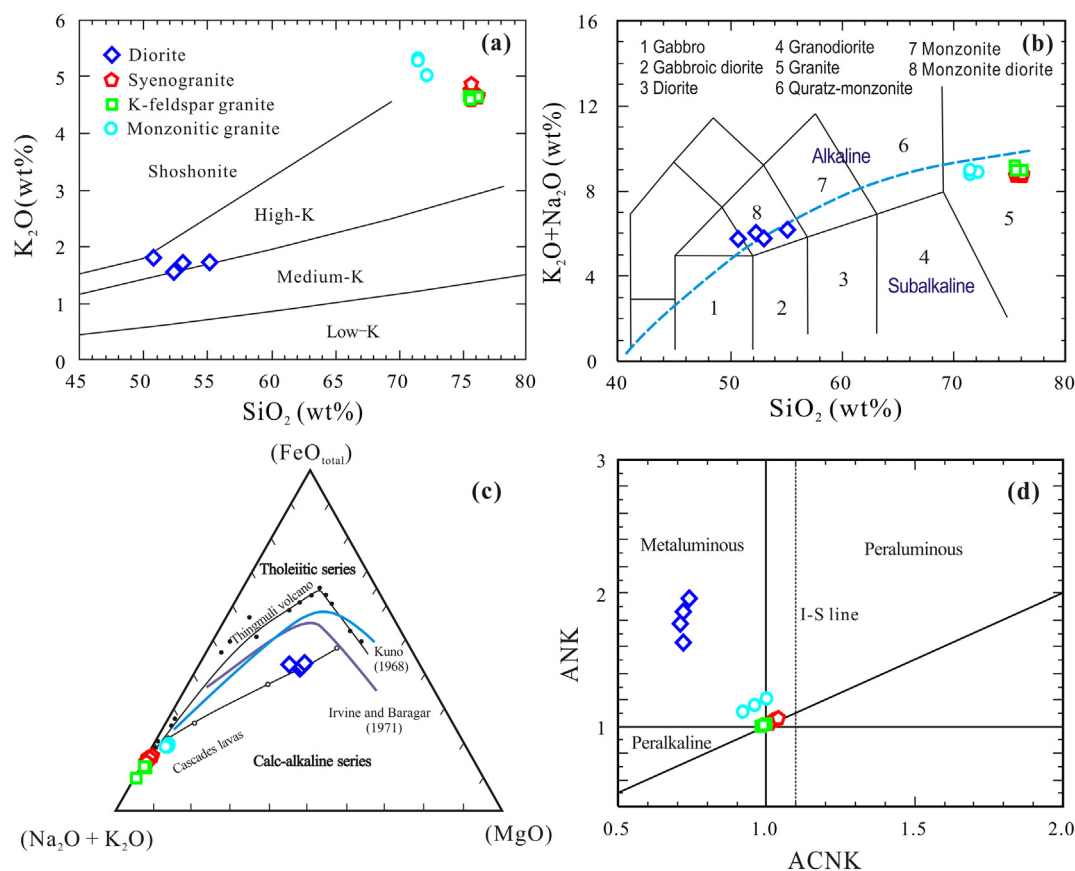 (a)
Diorite
Syenogranite
K-feldspar granite
Monzonitic granite
Shoshonite
High-K
Medium-K
Low-K
6
5
4
3
2
1
0
45 50 55 60 65 70 75 80
K₂O(wt%)
SiO₂ (wt%)
(b)
1 Gabbro 4 Granodiorite 7 Monzonite
2 Gabbroic diorite 5 Granite 8 Monzonite diorite
3 Diorite 6 Quratz-monzonite
16
12
8
4
0
Alkaline
Subalkaline
6
7
8
5
4
3
1
2
40 50 60 70 80
K₂O+Na₂O (wt%)
SiO₂ (wt%)
(c)
(FeOtotal)
Tholeiitic series
Thingmuli volcano
Kuno
(1968)
Irvine and Baragar
(1971)
Cascades lavas
Calc-alkaline series
(Na₂O + K₂O)
(MgO)
(d)
3
2
1
Metaluminous
Peraluminous
I-S line
Peralkaline
0.5 1.0 1.5 2.0
ANK
ACNK